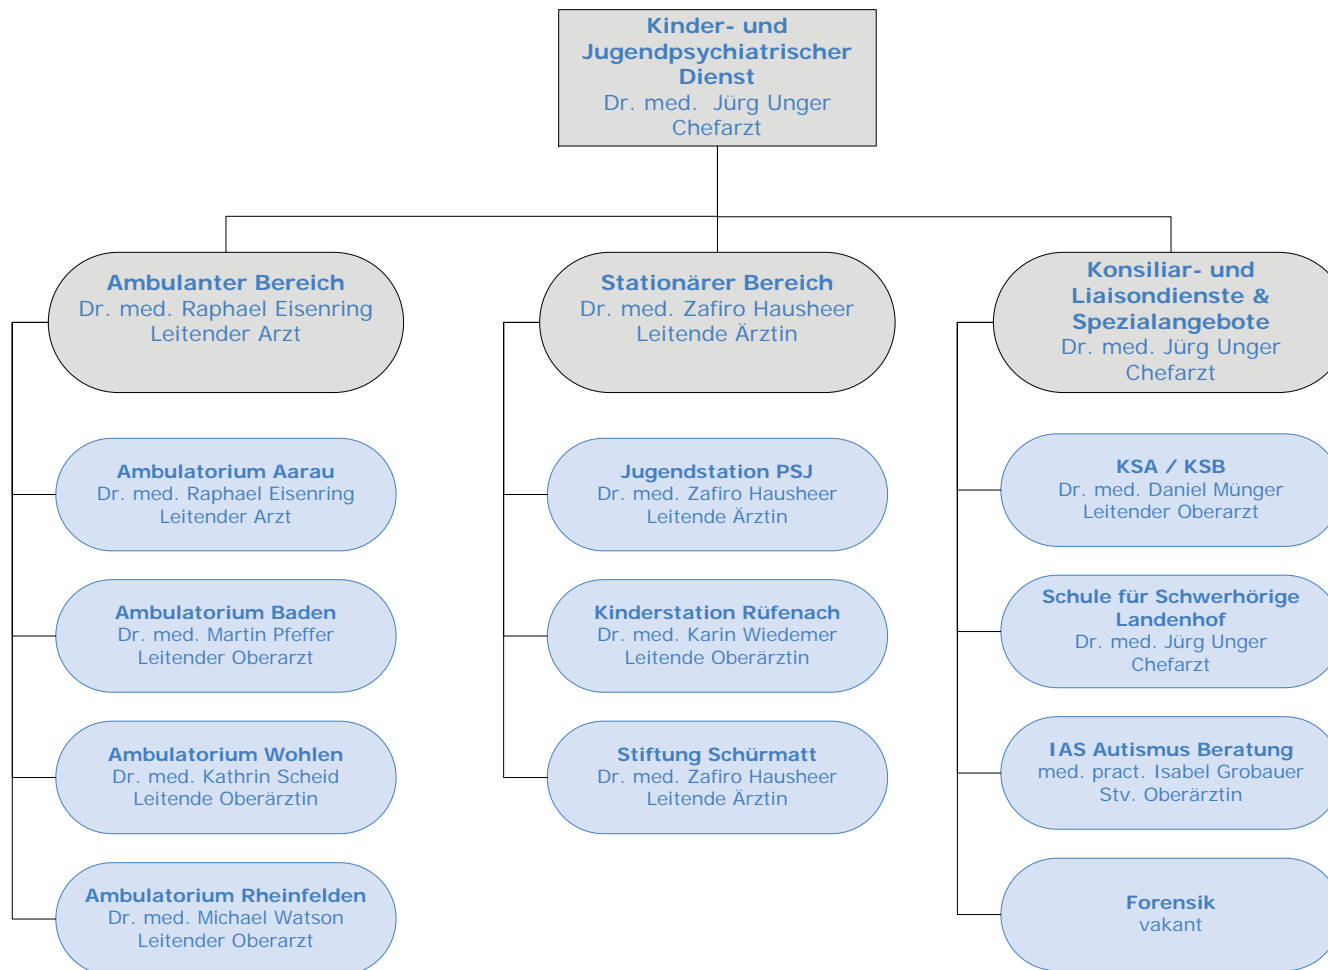 Kinder- und
Jugendpsychiatrischer
Dienst
Dr. med. Jürg Unger
Chefarzt
Ambulanter Bereich
Dr. med. Raphael Eisenring
Leitender Arzt
Stationärer Bereich
Dr. med. Zafiro Hausheer
Leitende Ärztin
Konsiliar- und
Liaisondienste &
Spezialangebote
Dr. med. Jürg Unger
Chefarzt
Ambulatorium Aarau
Dr. med. Raphael Eisenring
Leitender Arzt
Jugendstation PSJ
Dr. med. Zafiro Hausheer
Leitende Ärztin
KSA / KSB
Dr. med. Daniel Münger
Leitender Oberarzt
Ambulatorium Baden
Dr. med. Martin Pfeffer
Leitender Oberarzt
Kinderstation Rüfenach
Dr. med. Karin Wiedemer
Leitende Oberärztin
Schule für Schwerhörige
Landenhof
Dr. med. Jürg Unger
Chefarzt
Ambulatorium Wohlen
Dr. med. Kathrin Scheid
Leitende Oberärztin
Stiftung Schürmatt
Dr. med. Zafiro Hausheer
Leitende Ärztin
IAS Autismus Beratung
med. pract. Isabel Grobauer
Stv. Oberärztin
Ambulatorium Rheinfelden
Dr. med. Michael Watson
Leitender Oberarzt
Forensik
vakant